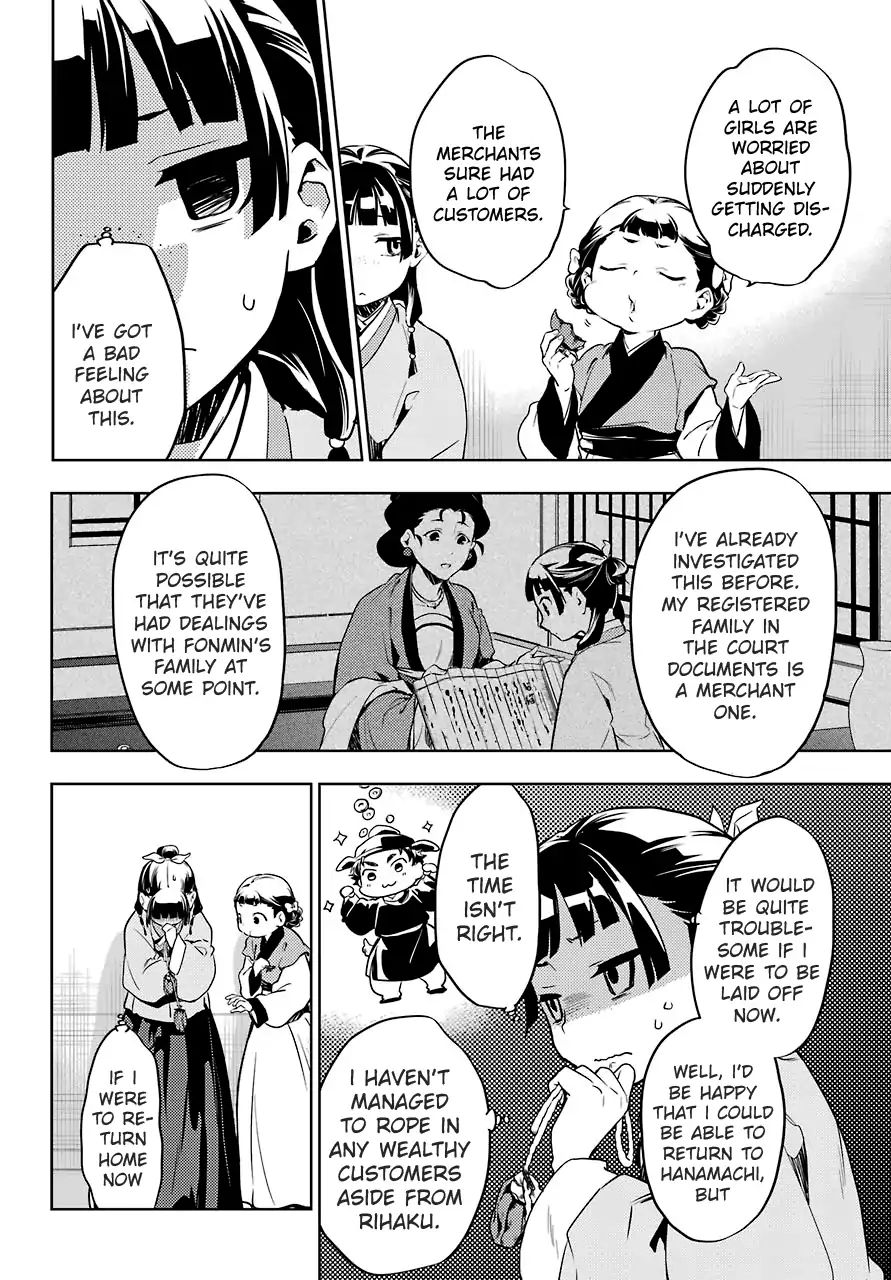 A LOT OF
GIRLS ARE
WORRIED
ABOUT
SUDDENLY
GETTING DIS-
CHARGED.
THE
MERCHANTS
SURE HAD
A LOT OF
CUSTOMERS.
I'VE GOT
A BAD
FEELING
ABOUT
THIS.
I'VE ALREADY
INVESTIGATED
THIS BEFORE.
MY REGISTERED
FAMILY IN
THE COURT
DOCUMENTS IS
A MERCHANT
ONE.
IT'S QUITE
POSSIBLE
THAT THEY'VE
HAD DEALINGS
WITH FONMIN'S
FAMILY AT
SOME POINT.
IT WOULD
BE QUITE
TROUBLE-
SOME IF I
WERE TO BE
LAID OFF
NOW.
WELL, I'D
BE HAPPY
THAT I COULD
BE ABLE TO
RETURN TO
HANAMACHI,
BUT
THE
TIME
ISN'T
RIGHT.
I HAVEN'T
MANAGED
TO ROPE IN
ANY WEALTHY
CUSTOMERS
ASIDE FROM
RIHAKU.
IF I
WERE
TO RE-
TURN
HOME
NOW